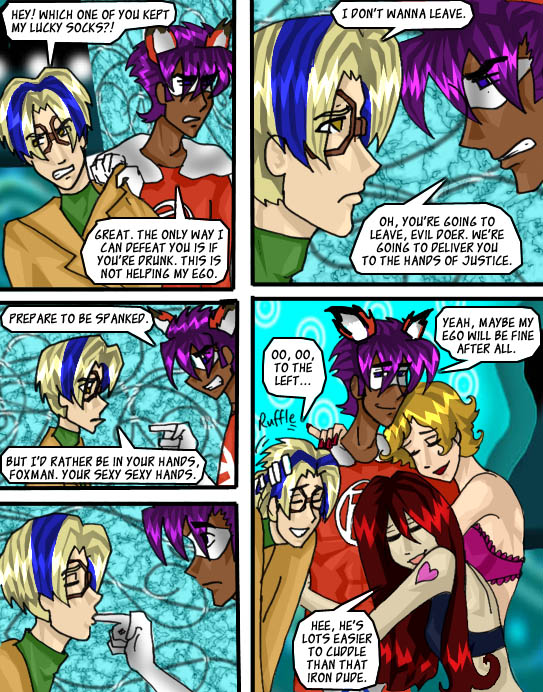 HEY! WHICH ONE OF YOU KEPT
MY LUCKY SOCKS?!
GREAT. THE ONLY WAY I
CAN DEFEAT YOU IS IF
YOU'RE DRUNK. THIS IS
NOT HELPING MY EGO.
I DON'T WANNA LEAVE.
OH, YOU'RE GOING TO
LEAVE, EVIL DOER. WE'RE
GOING TO DELIVER YOU
TO THE HANDS OF JUSTICE.
PREPARE TO BE SPANKED.
BUT I'D RATHER BE IN YOUR HANDS,
FOXMAN. YOUR SEXY SEXY HANDS.
OO, OO,
TO THE
LEFT...
Ruffle
YEAH, MAYBE MY
EGO WILL BE FINE
AFTER ALL.
HEE, HE'S
LOTS EASIER
TO CUDDLE
THAN THAT
IRON DUDE.